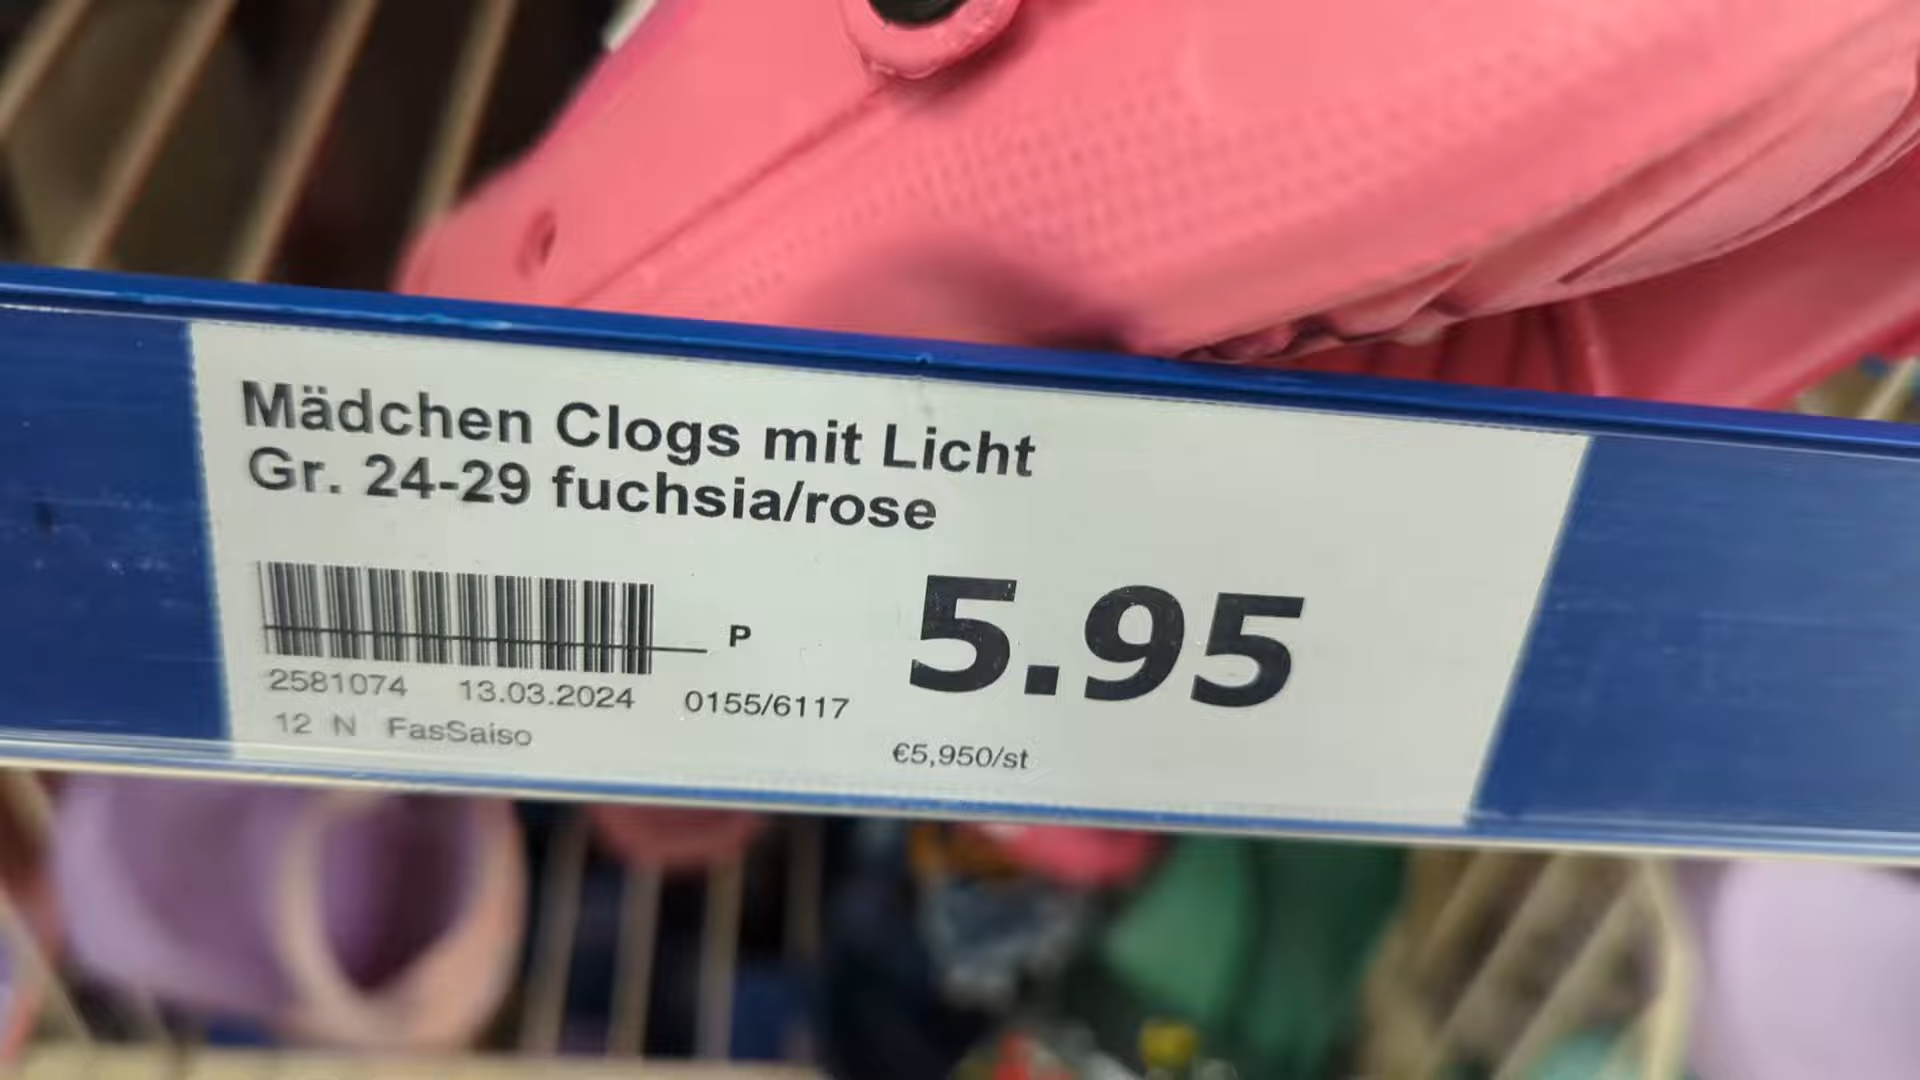 Mädchen Clogs mit Licht
Gr. 24-29 fuchsia/rose
P
5.95
2581074 13.03.2024 0155/6117
12 N FasSaiso
€5,950/st